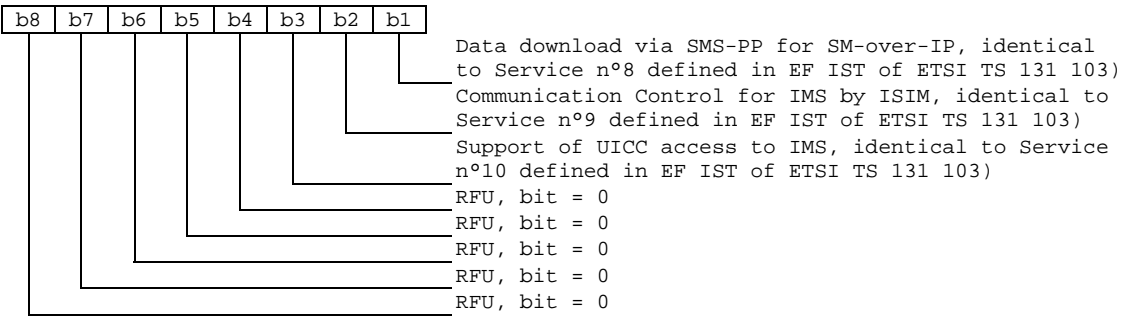 b8 b7 b6 b5 b4 b3 b2 b1
Data download via SMS-PP for SM-over-IP, identical
to Service n°8 defined in EF IST of ETSI TS 131 103)
Communication Control for IMS by ISIM, identical to
Service n°9 defined in EF IST of ETSI TS 131 103)
Support of UICC access to IMS, identical to Service
n°10 defined in EF IST of ETSI TS 131 103)
RFU, bit = 0
RFU, bit = 0
RFU, bit = 0
RFU, bit = 0
RFU, bit = 0